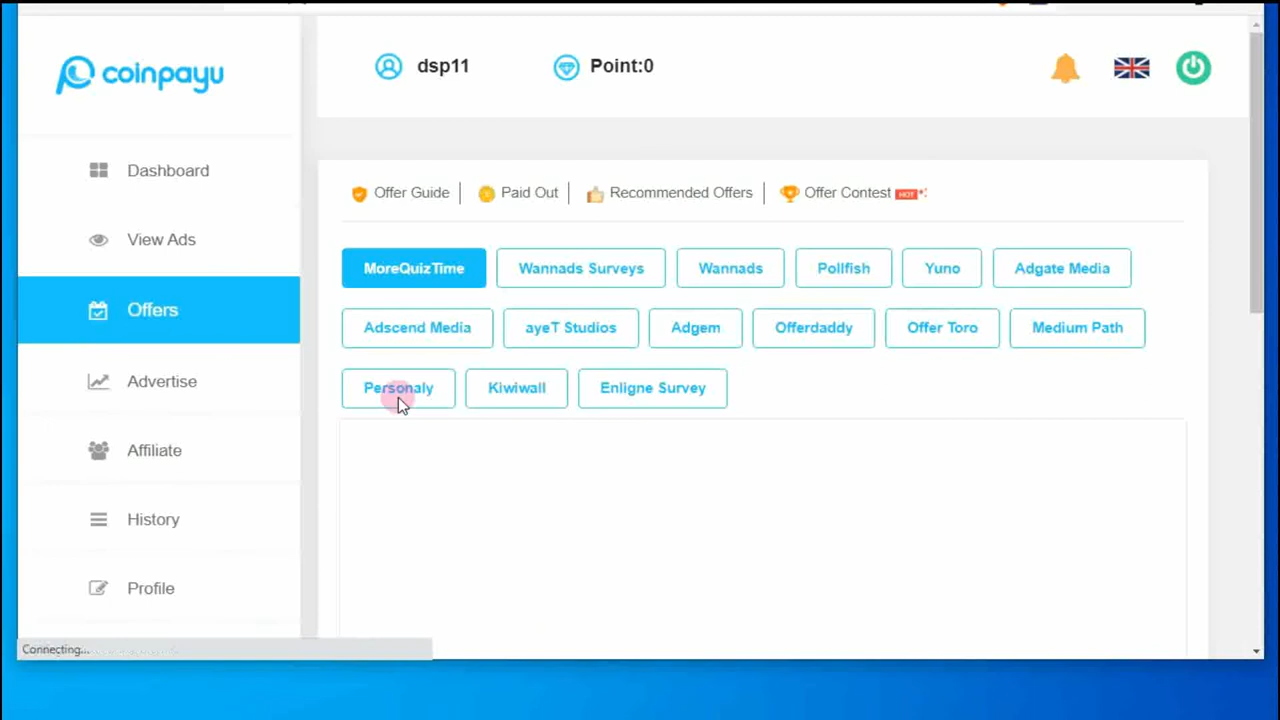 coinpayu
dsp11
Point:0
Dashboard
View Ads
Offers
Advertise
Affiliate
History
Profile
Offer Guide
Paid Out
Recommended Offers
Offer Contest HOT
MoreQuizTime
Wannads Surveys
Wannads
Pollfish
Yuno
Adgate Media
Adscend Media
ayeT Studios
Adgem
Offerdaddy
Offer Toro
Medium Path
Personaly
Kiwiwall
Enligne Survey
Connecting...